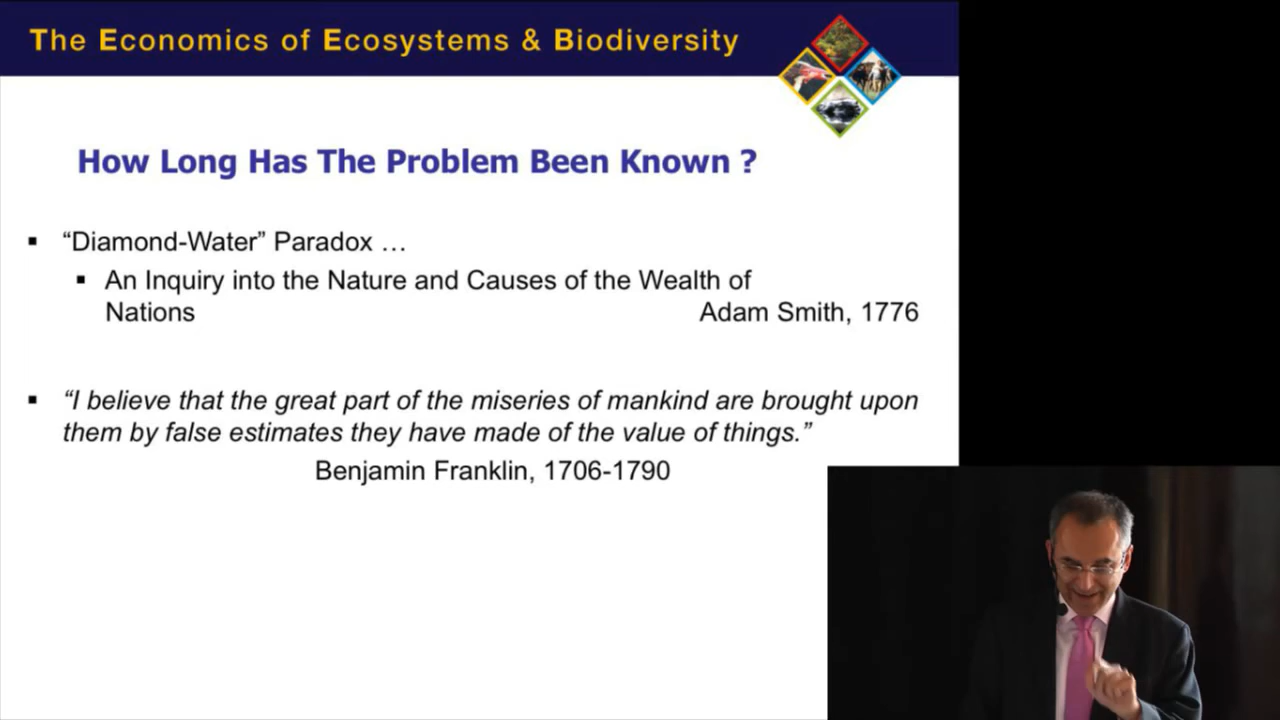 The Economics of Ecosystems & Biodiversity
How Long Has The Problem Been Known ?
▪ “Diamond-Water” Paradox …
▪ An Inquiry into the Nature and Causes of the Wealth of
Nations Adam Smith, 1776
▪ “I believe that the great part of the miseries of mankind are brought upon
them by false estimates they have made of the value of things.”
Benjamin Franklin, 1706-1790